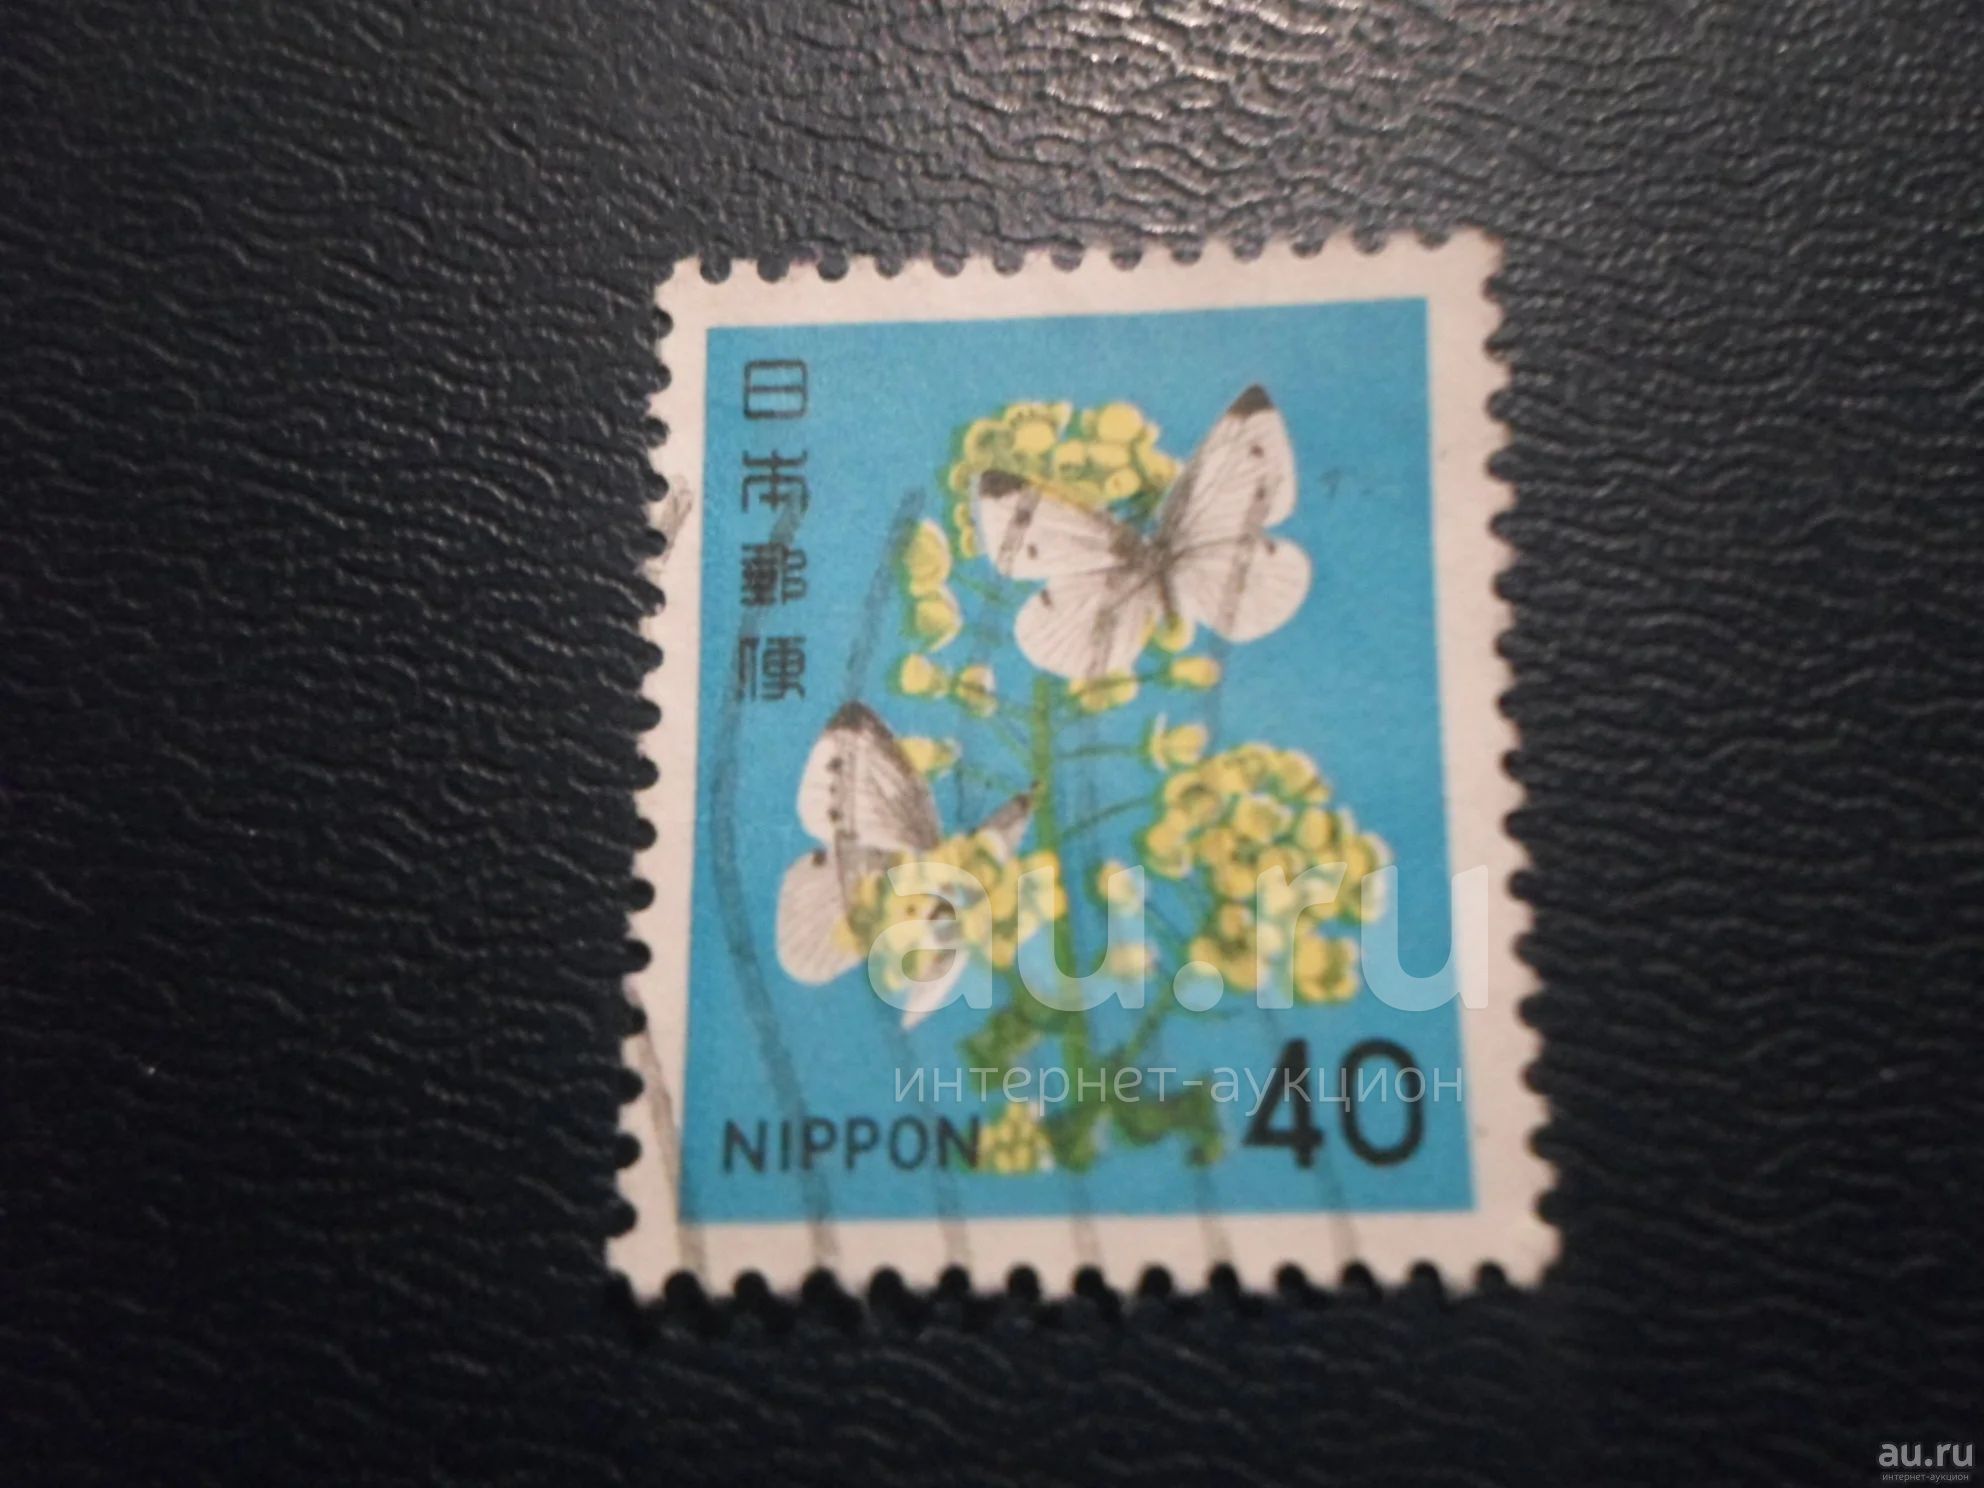 日本郵便
au.ru
интернет-аукцион
NIPPON
40
au.ru
интернет-аукцион